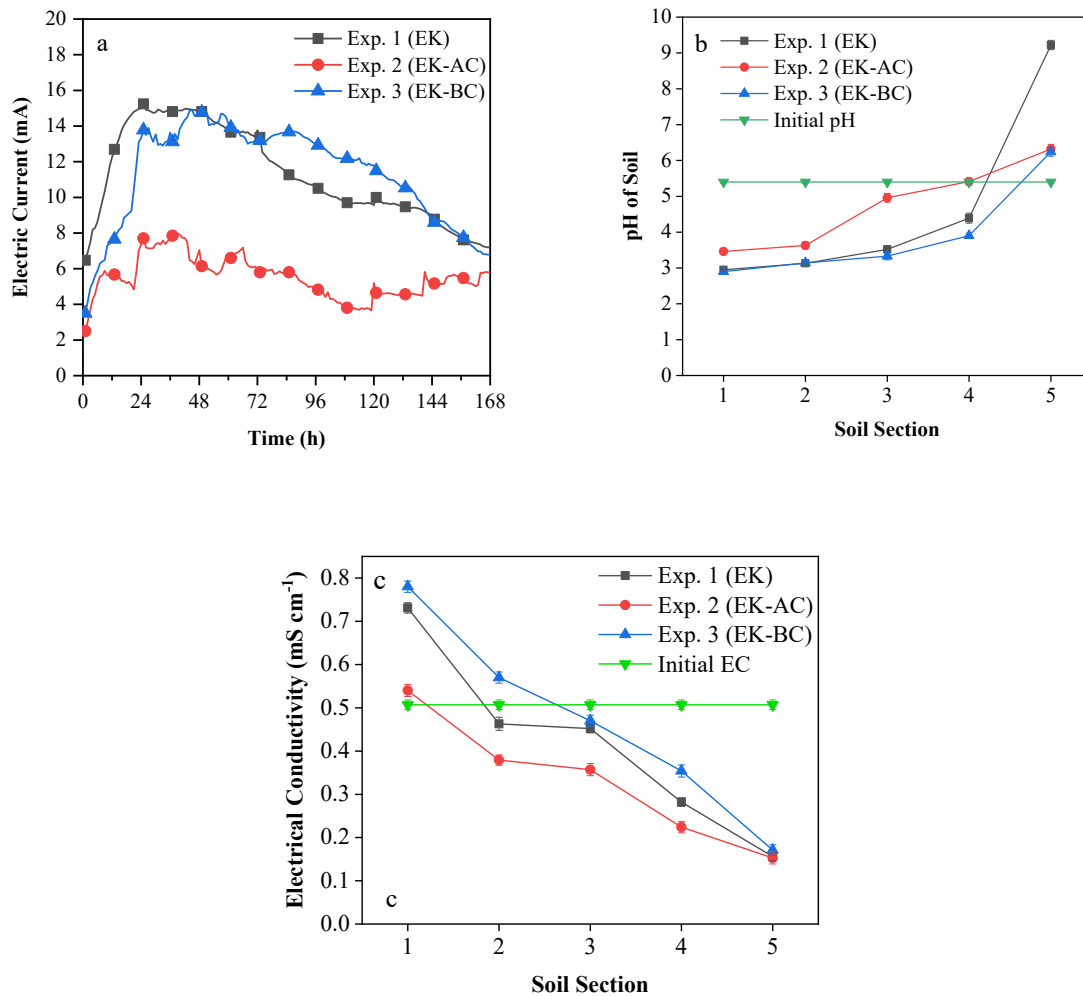 a
Exp. 1 (EK)
Exp. 2 (EK-AC)
Exp. 3 (EK-BC)
20
18
16
14
12
10
8
6
4
2
0
Electric Current (mA)
0 24 48 72 96 120 144 168
Time (h)
b
Exp. 1 (EK)
Exp. 2 (EK-AC)
Exp. 3 (EK-BC)
Initial pH
10
9
8
7
6
5
4
3
2
1
0
pH of Soil
1 2 3 4 5
Soil Section
c
Exp. 1 (EK)
Exp. 2 (EK-AC)
Exp. 3 (EK-BC)
Initial EC
0.8
0.7
0.6
0.5
0.4
0.3
0.2
0.1
0.0
Electrical Conductivity (mS cm⁻¹)
c
1 2 3 4 5
Soil Section